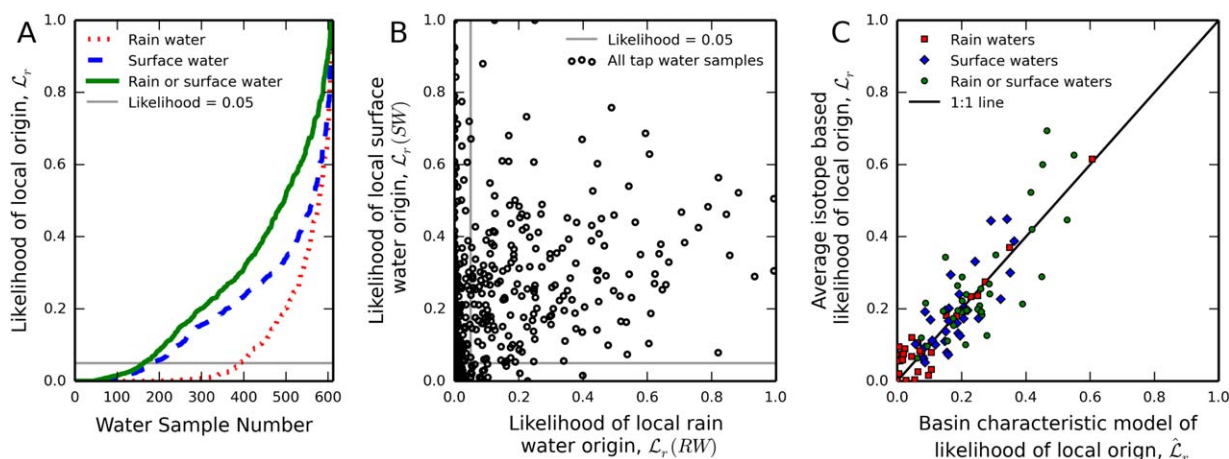 A
Rain water
Surface water
Rain or surface water
Likelihood = 0.05
Likelihood of local origin, ℒr
1.0
0.8
0.6
0.4
0.2
0.0
0 100 200 300 400 500 600
Water Sample Number
B
Likelihood = 0.05
All tap water samples
Likelihood of local surface
water origin, ℒr(SW)
1.0
0.8
0.6
0.4
0.2
0.0
0.0 0.2 0.4 0.6 0.8 1.0
Likelihood of local rain
water origin, ℒr(RW)
C
Rain waters
Surface waters
Rain or surface waters
1:1 line
Average isotope based
likelihood of local orign, ℒr
1.0
0.8
0.6
0.4
0.2
0.0
0.0 0.2 0.4 0.6 0.8 1.0
Basin characteristic model of
likelihood of local orign, ℒ̂r